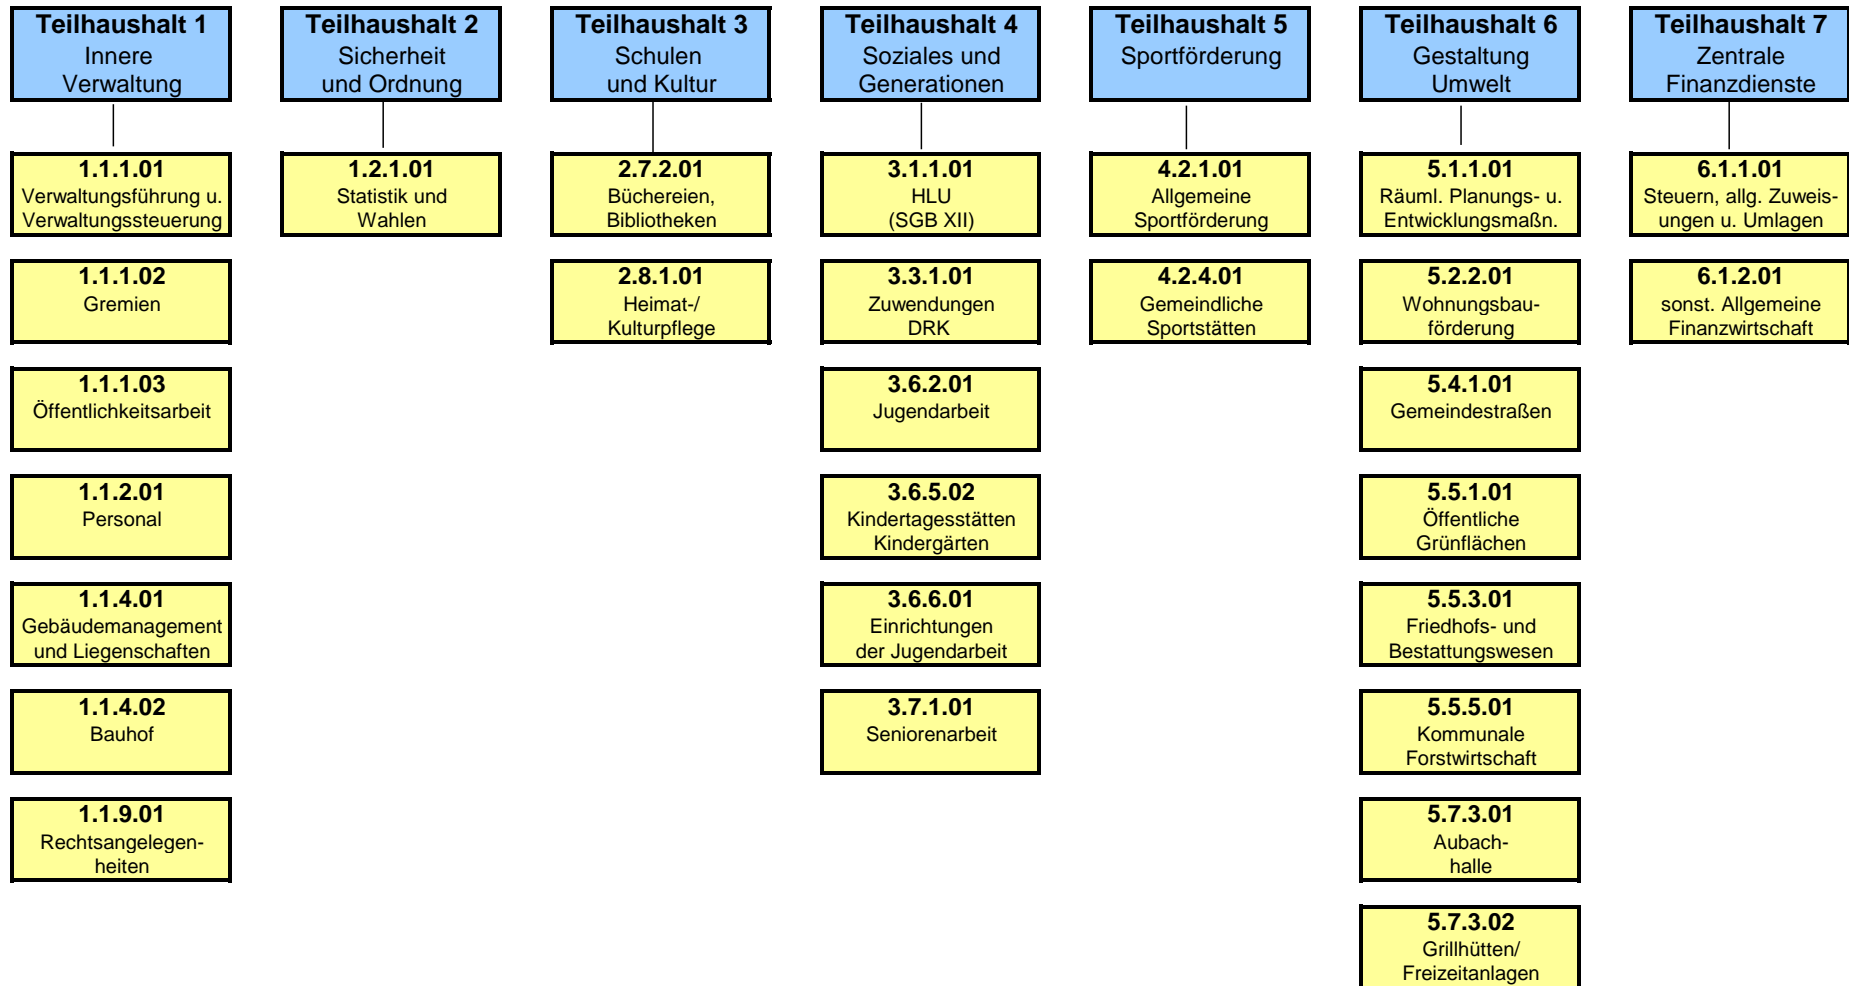 Teilhaushalt 1
Innere
Verwaltung
Teilhaushalt 2
Sicherheit
und Ordnung
Teilhaushalt 3
Schulen
und Kultur
Teilhaushalt 4
Soziales und
Generationen
Teilhaushalt 5
Sportförderung
Teilhaushalt 6
Gestaltung
Umwelt
Teilhaushalt 7
Zentrale
Finanzdienste
1.1.1.01
Verwaltungsführung u.
Verwaltungssteuerung
1.2.1.01
Statistik und
Wahlen
2.7.2.01
Büchereien,
Bibliotheken
3.1.1.01
HLU
(SGB XII)
4.2.1.01
Allgemeine
Sportförderung
5.1.1.01
Räuml. Planungs- u.
Entwicklungsmaßn.
6.1.1.01
Steuern, allg. Zuweis-
ungen u. Umlagen
1.1.1.02
Gremien
2.8.1.01
Heimat-/
Kulturpflege
3.3.1.01
Zuwendungen
DRK
4.2.4.01
Gemeindliche
Sportstätten
5.2.2.01
Wohnungsbau-
förderung
6.1.2.01
sonst. Allgemeine
Finanzwirtschaft
1.1.1.03
Öffentlichkeitsarbeit
3.6.2.01
Jugendarbeit
5.4.1.01
Gemeindestraßen
1.1.2.01
Personal
3.6.5.02
Kindertagesstätten
Kindergärten
5.5.1.01
Öffentliche
Grünflächen
1.1.4.01
Gebäudemanagement
und Liegenschaften
3.6.6.01
Einrichtungen
der Jugendarbeit
5.5.3.01
Friedhofs- und
Bestattungswesen
1.1.4.02
Bauhof
3.7.1.01
Seniorenarbeit
5.5.5.01
Kommunale
Forstwirtschaft
1.1.9.01
Rechtsangelegen-
heiten
5.7.3.01
Aubach-
halle
5.7.3.02
Grillhütten/
Freizeitanlagen